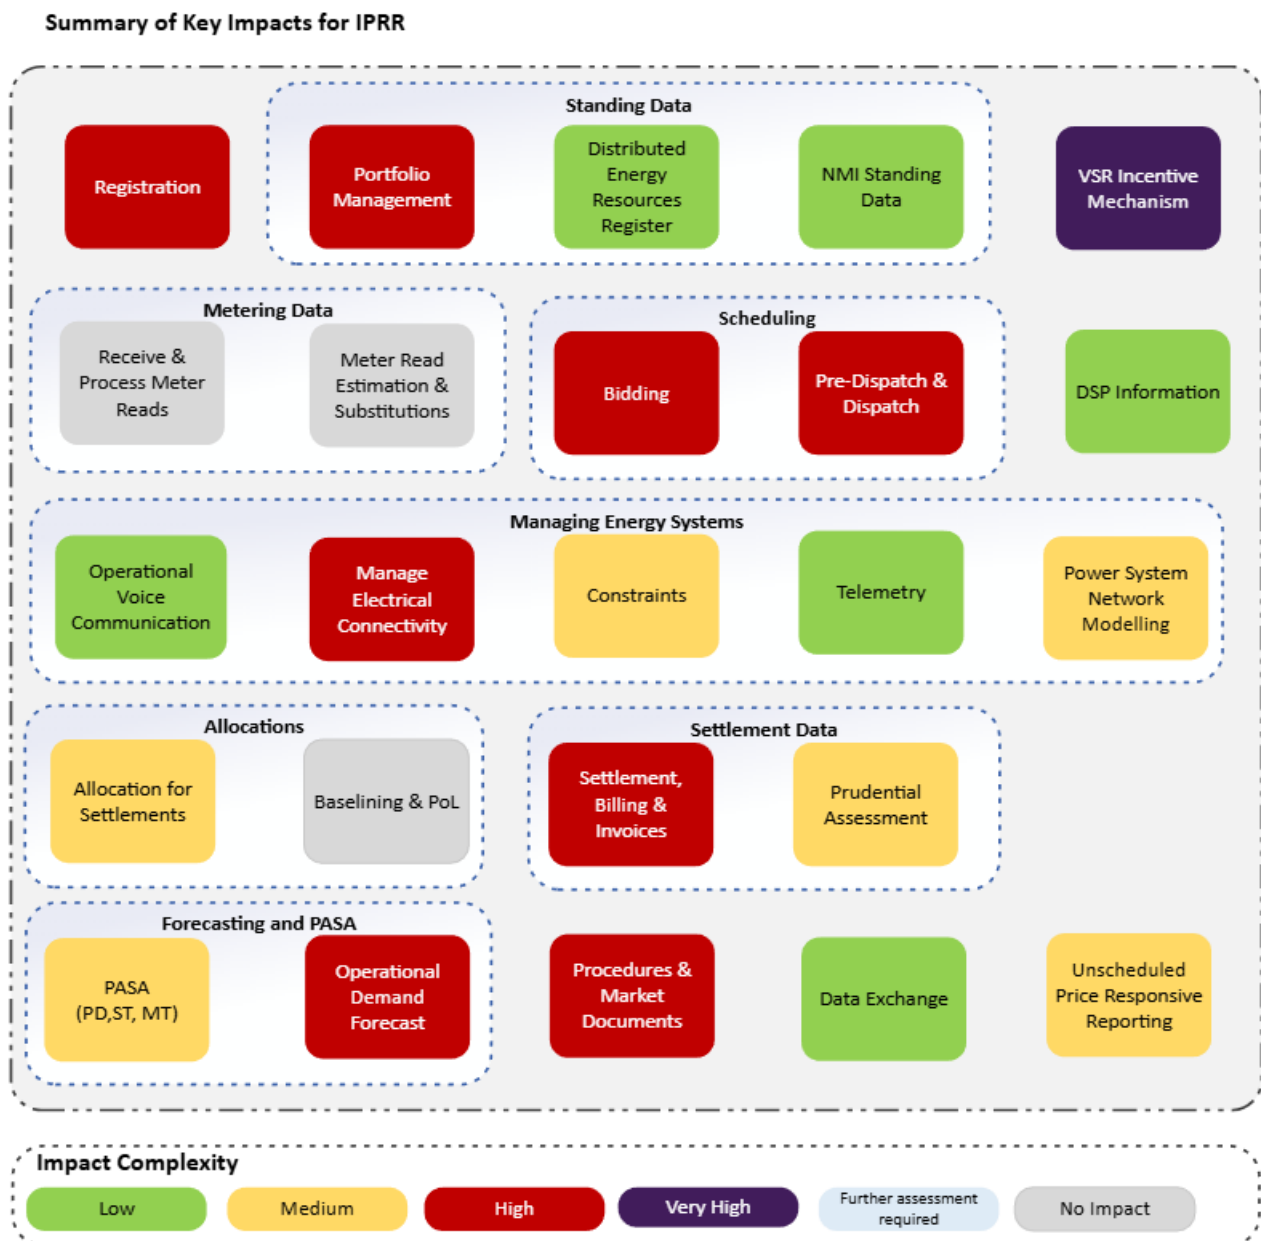 Summary of Key Impacts for IPRR
Standing Data
Registration
Portfolio
Management
Distributed
Energy
Resources
Register
NMI Standing
Data
VSR Incentive
Mechanism
Metering Data
Receive &
Process Meter
Reads
Meter Read
Estimation &
Substitutions
Scheduling
Bidding
Pre-Dispatch &
Dispatch
DSP Information
Managing Energy Systems
Operational
Voice
Communication
Manage
Electrical
Connectivity
Constraints
Telemetry
Power System
Network
Modelling
Allocations
Allocation for
Settlements
Baselining & PoL
Settlement Data
Settlement,
Billing &
Invoices
Prudential
Assessment
Forecasting and PASA
PASA
(PD,ST, MT)
Operational
Demand
Forecast
Procedures &
Market
Documents
Data Exchange
Unscheduled
Price Responsive
Reporting
Impact Complexity
Low
Medium
High
Very High
Further assessment
required
No Impact